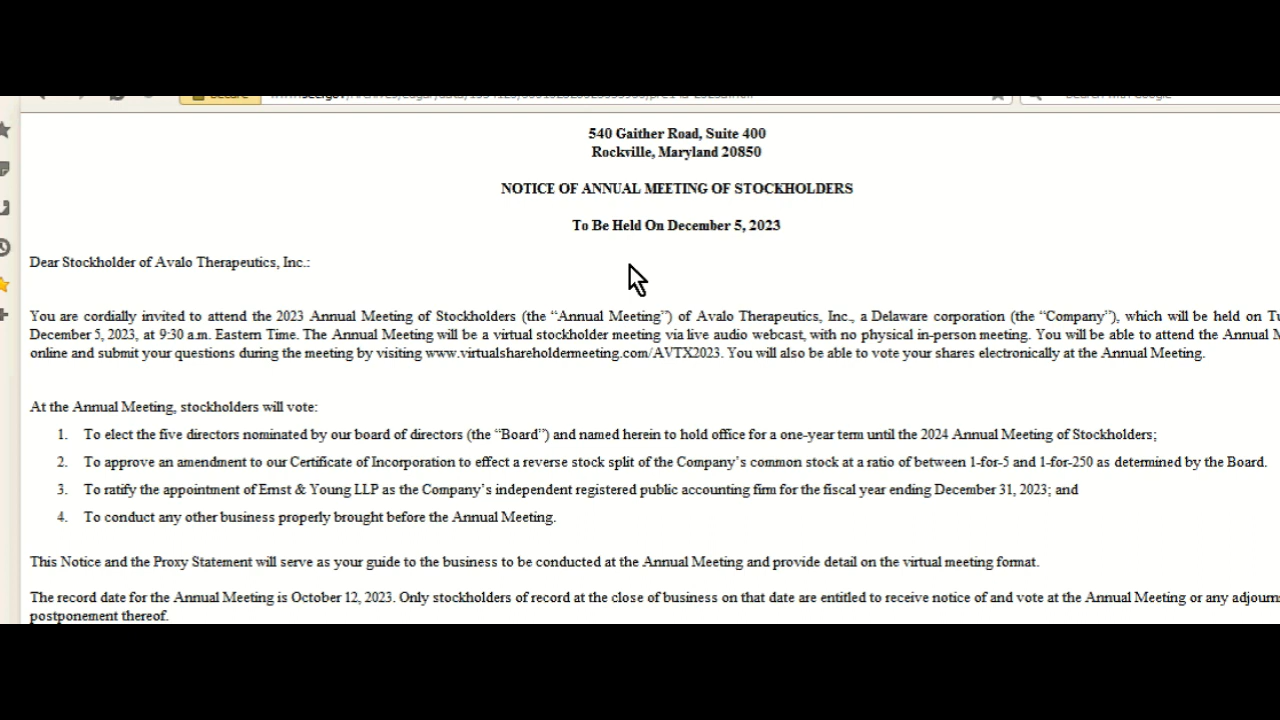 540 Gaither Road, Suite 400
Rockville, Maryland 20850
NOTICE OF ANNUAL MEETING OF STOCKHOLDERS
To Be Held On December 5, 2023
Dear Stockholder of Avalo Therapeutics, Inc.:
You are cordially invited to attend the 2023 Annual Meeting of Stockholders (the “Annual Meeting”) of Avalo Therapeutics, Inc., a Delaware corporation (the “Company”), which will be held on
December 5, 2023, at 9:30 a.m. Eastern Time. The Annual Meeting will be a virtual stockholder meeting via live audio webcast, with no physical in-person meeting. You will be able to attend the Annual
online and submit your questions during the meeting by visiting www.virtualshareholdermeeting.com/AVTX2023. You will also be able to vote your shares electronically at the Annual Meeting.
At the Annual Meeting, stockholders will vote:
1. To elect the five directors nominated by our board of directors (the “Board”) and named herein to hold office for a one-year term until the 2024 Annual Meeting of Stockholders;
2. To approve an amendment to our Certificate of Incorporation to effect a reverse stock split of the Company’s common stock at a ratio of between 1-for-5 and 1-for-250 as determined by the Board.
3. To ratify the appointment of Ernst & Young LLP as the Company’s independent registered public accounting firm for the fiscal year ending December 31, 2023; and
4. To conduct any other business properly brought before the Annual Meeting.
This Notice and the Proxy Statement will serve as your guide to the business to be conducted at the Annual Meeting and provide detail on the virtual meeting format.
The record date for the Annual Meeting is October 12, 2023. Only stockholders of record at the close of business on that date are entitled to receive notice of and vote at the Annual Meeting or any
postponement thereof.